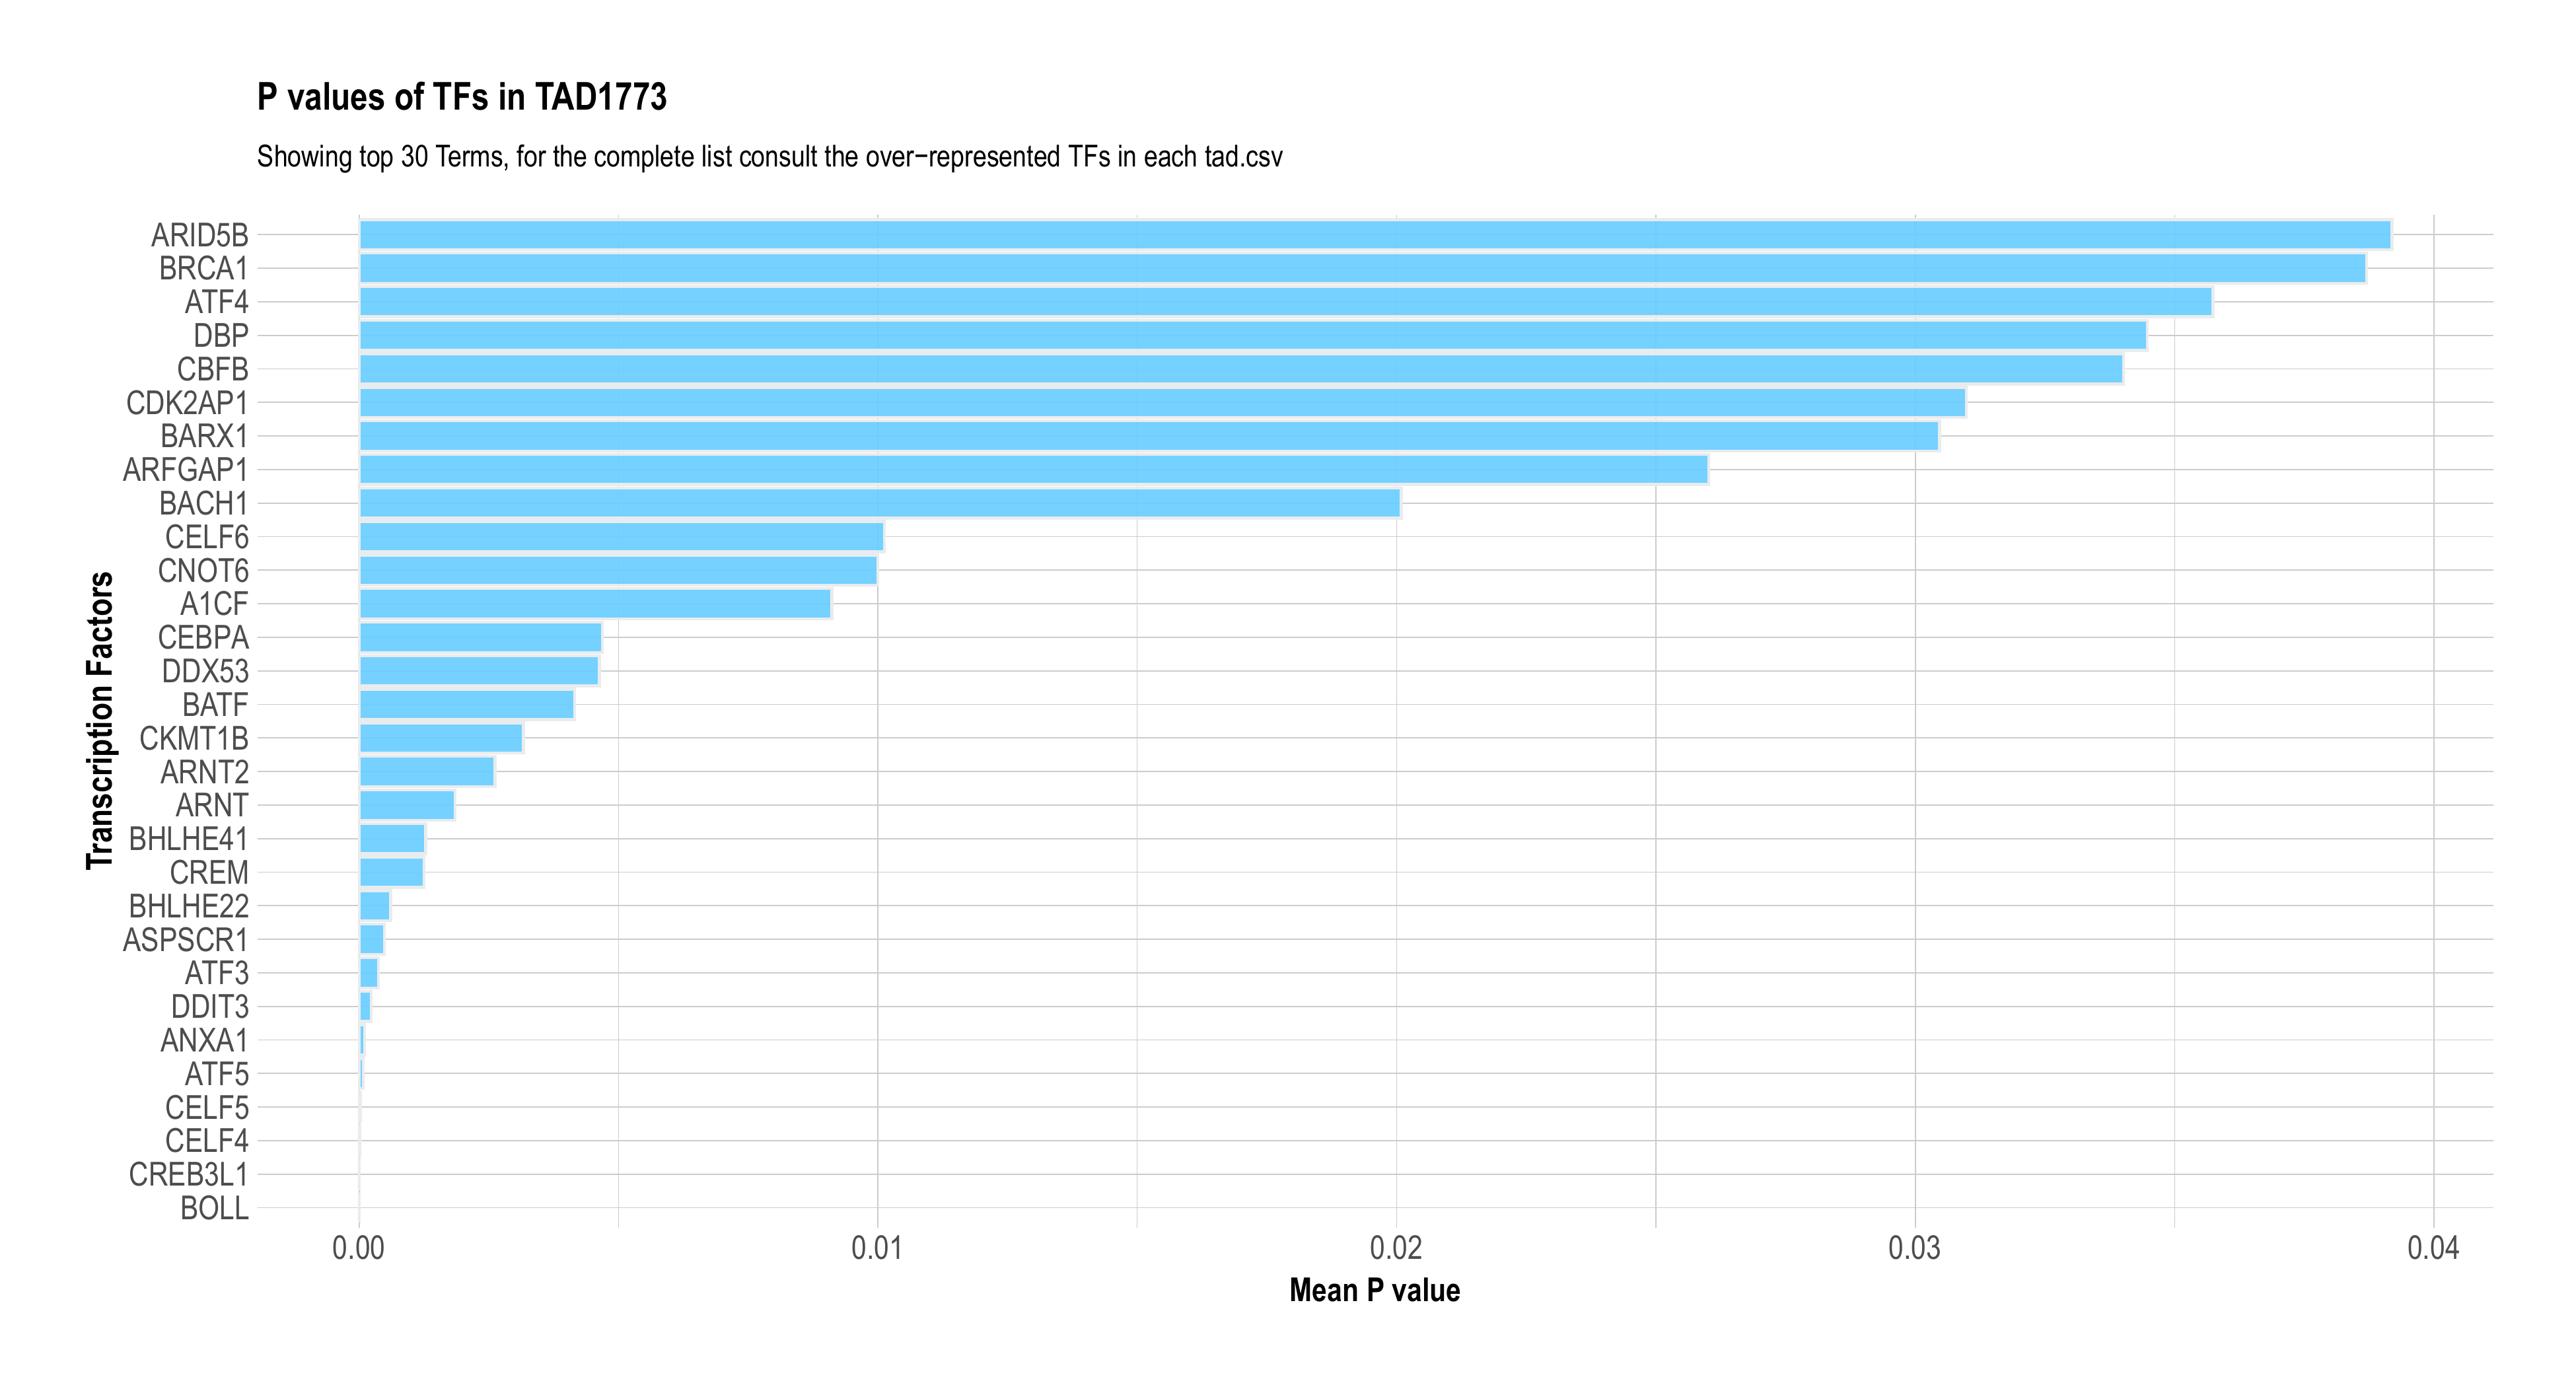 P values of TFs in TAD1773
Showing top 30 Terms, for the complete list consult the over−represented TFs in each tad.csv
Transcription Factors
ARID5B
BRCA1
ATF4
DBP
CBFB
CDK2AP1
BARX1
ARFGAP1
BACH1
CELF6
CNOT6
A1CF
CEBPA
DDX53
BATF
CKMT1B
ARNT2
ARNT
BHLHE41
CREM
BHLHE22
ASPSCR1
ATF3
DDIT3
ANXA1
ATF5
CELF5
CELF4
CREB3L1
BOLL
0.00 0.01 0.02 0.03 0.04
Mean P value